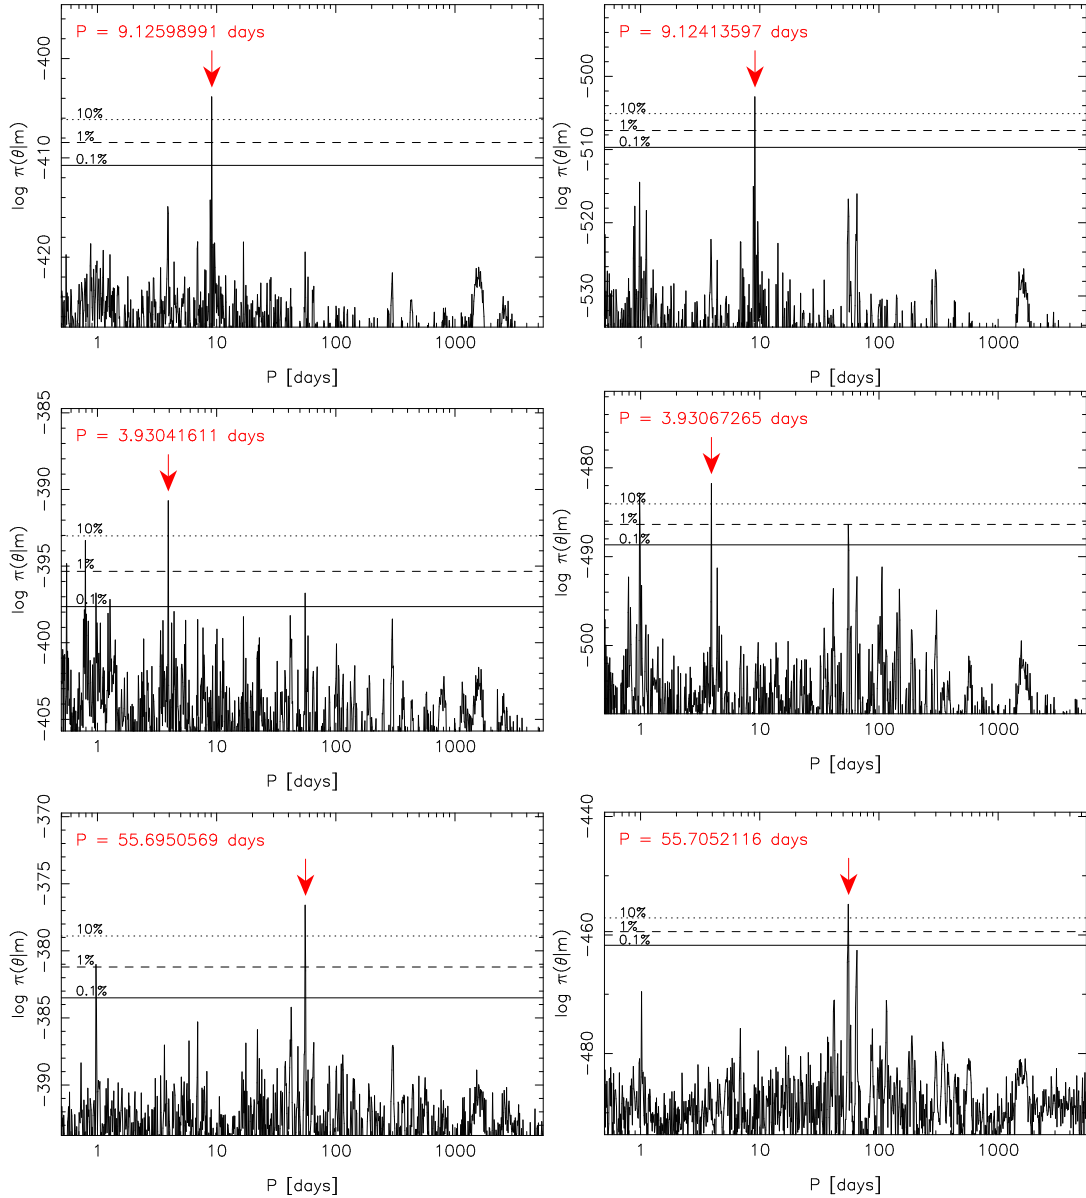 P = 9.12598991 days
10%
1%
0.1%
−400
−410
−420
log π(θ|m)
1 10 100 1000
P [days]
P = 9.12413597 days
10%
1%
0.1%
−500
−510
−520
−530
log π(θ|m)
1 10 100 1000
P [days]
P = 3.93041611 days
10%
1%
0.1%
−385
−390
−395
−400
−405
log π(θ|m)
1 10 100 1000
P [days]
P = 3.93067265 days
10%
1%
0.1%
−480
−490
−500
log π(θ|m)
1 10 100 1000
P [days]
P = 55.6950569 days
10%
1%
0.1%
−370
−375
−380
−385
−390
log π(θ|m)
1 10 100 1000
P [days]
P = 55.7052116 days
10%
1%
0.1%
−440
−460
−480
log π(θ|m)
1 10 100 1000
P [days]